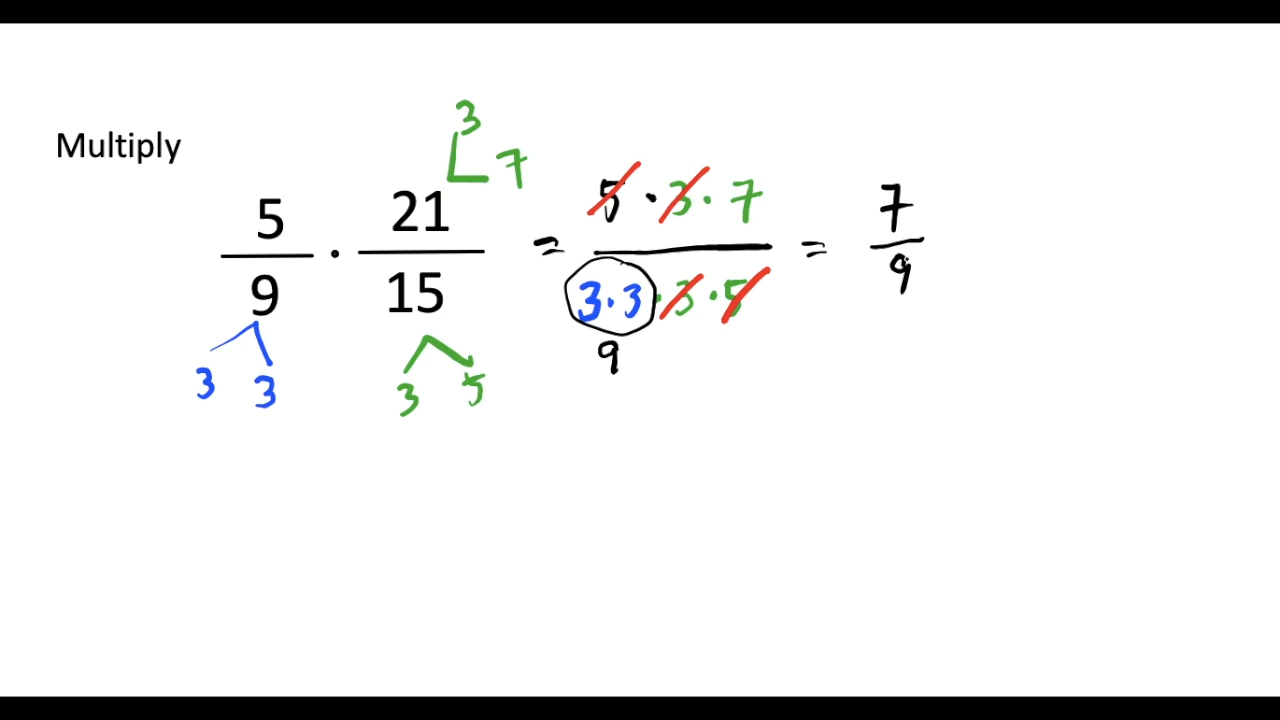 3
Multiply 7
5 · 21 = 5 · 3 · 7 = 7
9 15 3 · 3 · 3 · 5 9
9
3 3 3 5